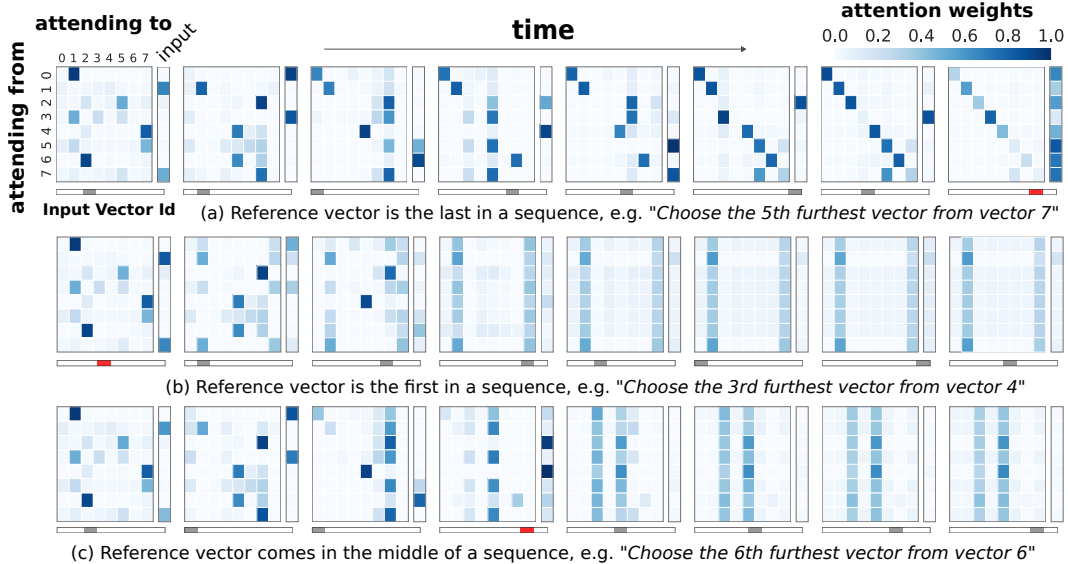 attending to
input
time
attention weights
0.0 0.2 0.4 0.6 0.8 1.0
0 1 2 3 4 5 6 7
attending from
0
1
2
3
4
5
6
7
Input Vector Id
(a) Reference vector is the last in a sequence, e.g. "Choose the 5th furthest vector from vector 7"
(b) Reference vector is the first in a sequence, e.g. "Choose the 3rd furthest vector from vector 4"
(c) Reference vector comes in the middle of a sequence, e.g. "Choose the 6th furthest vector from vector 6"